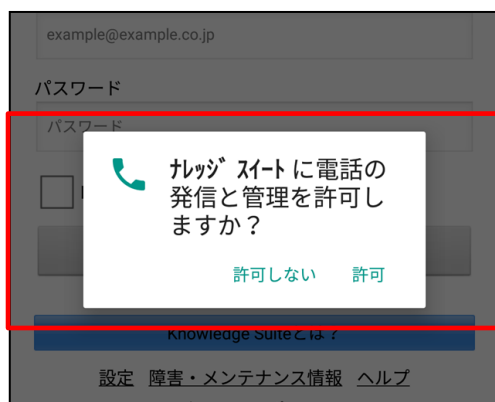 example@example.co.jp
パスワード
パスワード
ﾅﾚｯｼﾞ ｽｲｰﾄ に電話の
発信と管理を許可し
ますか？
許可しない 許可
Knowledge Suiteとは？
設定 障害・メンテナンス情報 ヘルプ